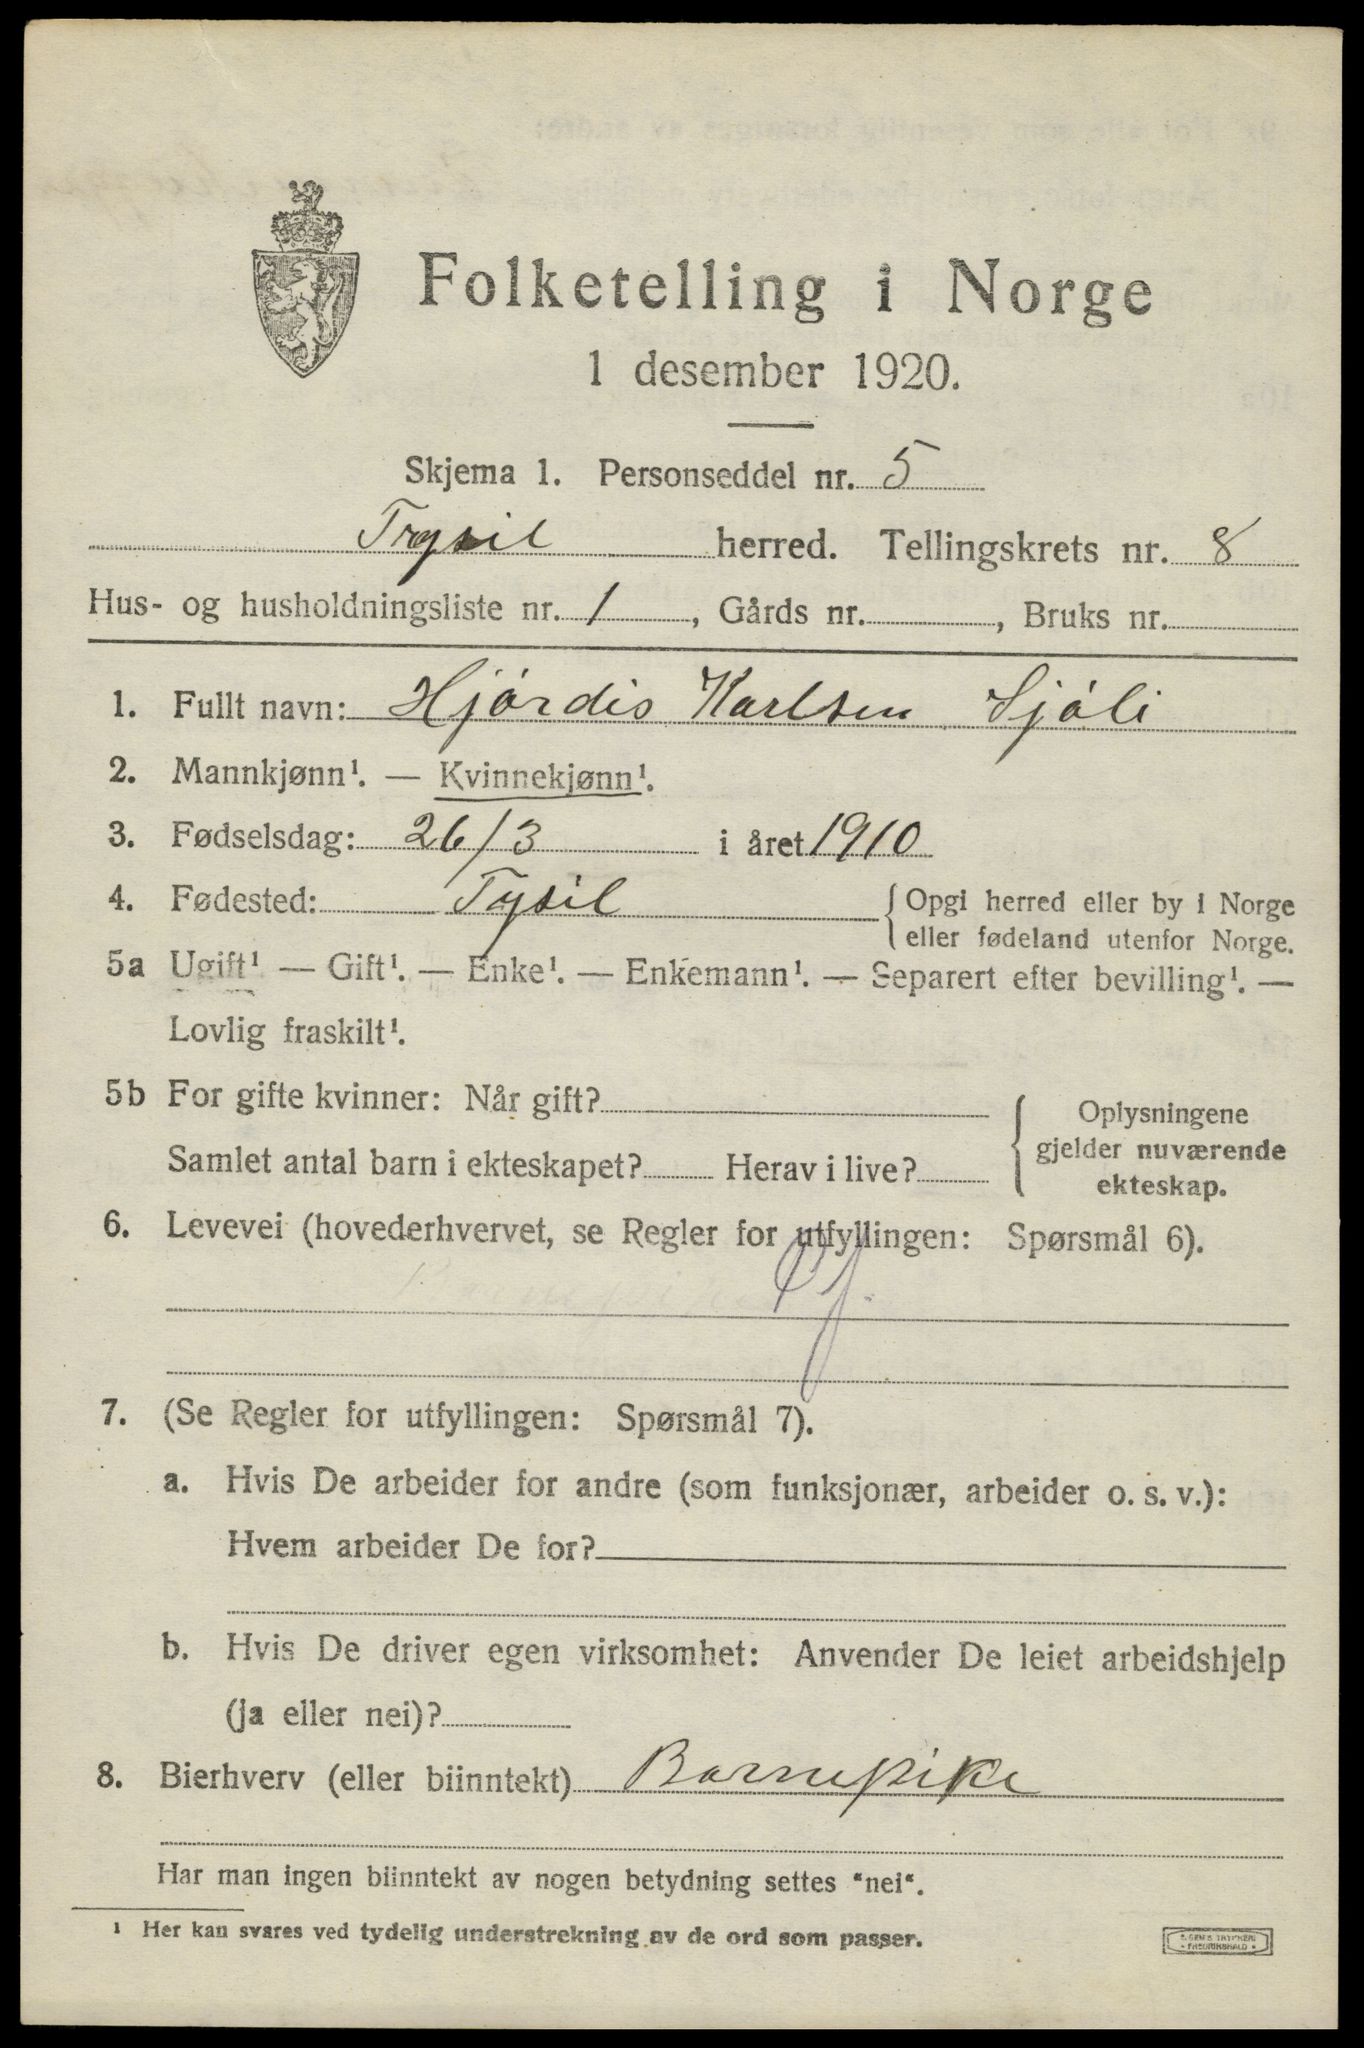 Folketelling i Norge
1 desember 1920.
Skjema 1. Personseddel nr. 5
Trysil herred. Tellingskrets nr. 8
Hus- og husholdningsliste nr. 1, Gårds nr. , Bruks nr.
1. Fullt navn: Hjórdis Karlsen Sjóli
2. Mannkjønn¹. — Kvinnekjønn¹.
3. Fødselsdag: 26/3 i året 1910
4. Fødested: Tysil { Opgi herred eller by i Norge
eller fødeland utenfor Norge.
5a Ugift¹ — Gift¹. — Enke¹. — Enkemann¹. — Separert efter bevilling¹. —
Lovlig fraskilt¹.
5b For gifte kvinner: Når gift? { Oplysningene
gjelder nuværende
Samlet antal barn i ekteskapet? Herav i live?
ekteskap.
6. Levevei (hovederhvervet, se Regler for utfyllingen: Spørsmål 6).
7. (Se Regler for utfyllingen: Spørsmål 7).
a. Hvis De arbeider for andre (som funksjonær, arbeider o. s. v.):
Hvem arbeider De for?
b. Hvis De driver egen virksomhet: Anvender De leiet arbeidshjelp
(ja eller nei)?
8. Bierhverv (eller biinntekt) Barnepike
Har man ingen biinntekt av nogen betydning settes "nei".
¹ Her kan svares ved tydelig understrekning av de ord som passer.